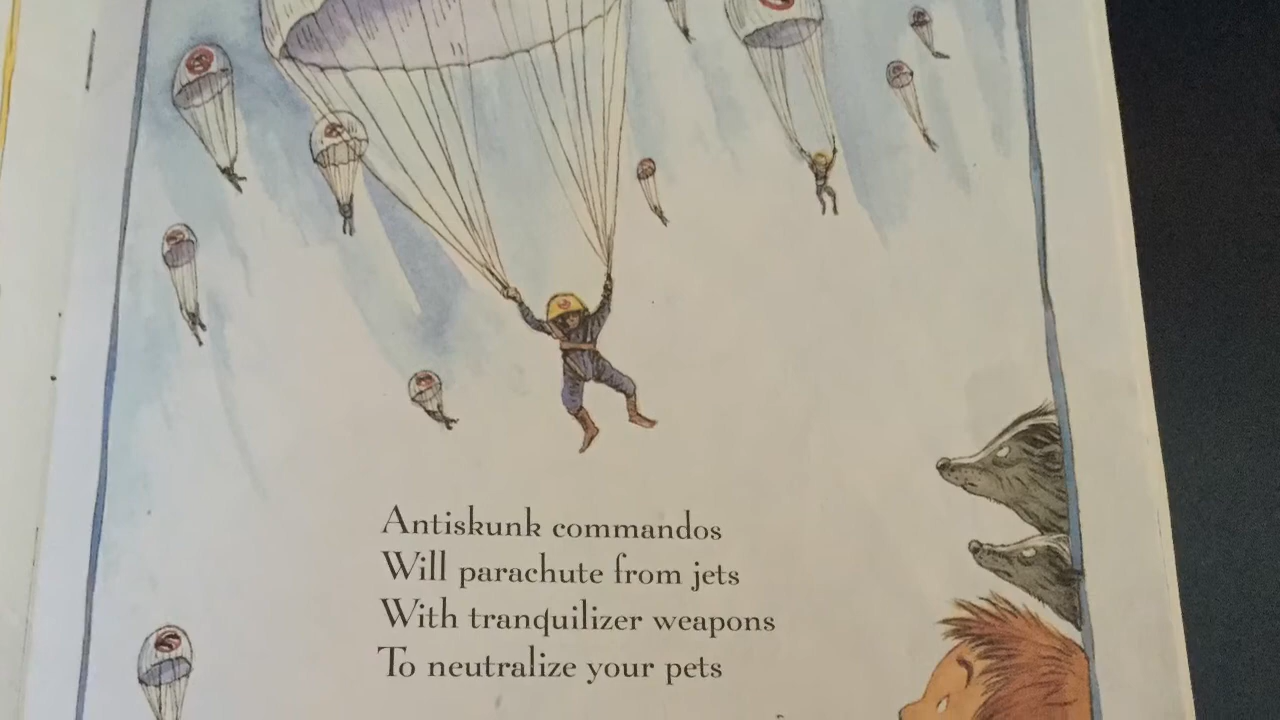 Antiskunk commandos
Will parachute from jets
With tranquilizer weapons
To neutralize your pets